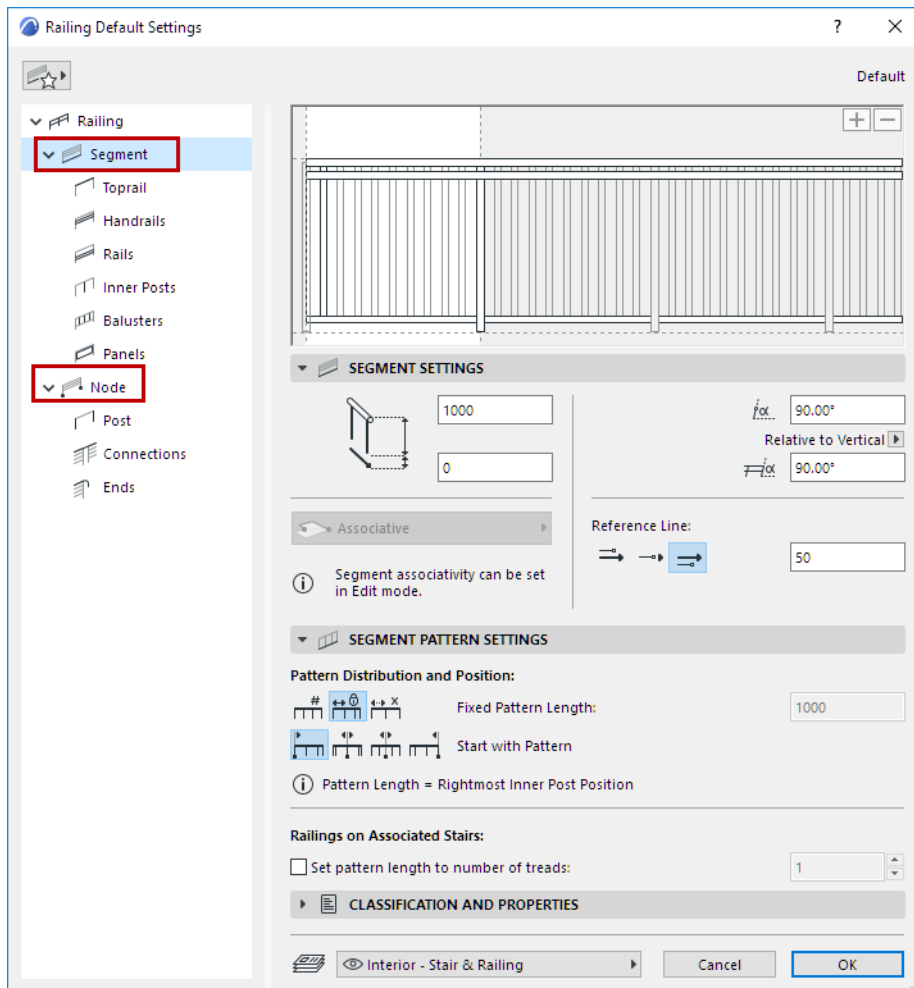 Railing Default Settings
?
Default
Railing
Segment
Toprail
Handrails
Rails
Inner Posts
Balusters
Panels
Node
Post
Connections
Ends
SEGMENT SETTINGS
1000
0
α 90.00°
Relative to Vertical
α 90.00°
Associative
Segment associativity can be set
in Edit mode.
Reference Line:
50
SEGMENT PATTERN SETTINGS
Pattern Distribution and Position:
# x Fixed Pattern Length: 1000
Start with Pattern
i Pattern Length = Rightmost Inner Post Position
Railings on Associated Stairs:
Set pattern length to number of treads: 1
CLASSIFICATION AND PROPERTIES
Interior - Stair & Railing
Cancel
OK